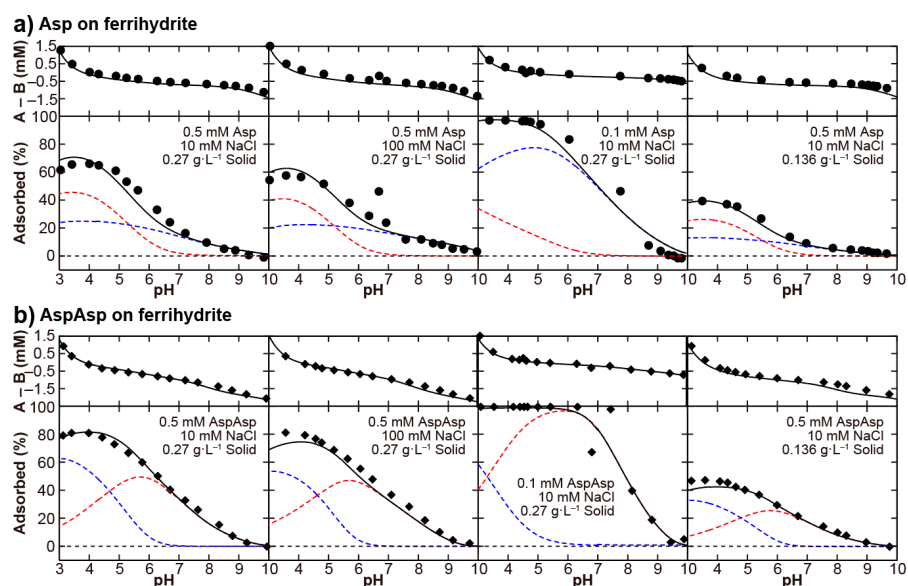 a) Asp on ferrihydrite
A − B (mM)
1.5
0.5
−0.5
−1.5
Adsorbed (%)
100
80
60
40
20
0
0.5 mM Asp
10 mM NaCl
0.27 g·L⁻¹ Solid
0.5 mM Asp
100 mM NaCl
0.27 g·L⁻¹ Solid
0.1 mM Asp
10 mM NaCl
0.27 g·L⁻¹ Solid
0.5 mM Asp
10 mM NaCl
0.136 g·L⁻¹ Solid
3 4 5 6 7 8 9 10 4 5 6 7 8 9 10 4 5 6 7 8 9 10 4 5 6 7 8 9 10
pH pH pH pH
b) AspAsp on ferrihydrite
A − B (mM)
1.5
0.5
−0.5
−1.5
Adsorbed (%)
100
80
60
40
20
0
0.5 mM AspAsp
10 mM NaCl
0.27 g·L⁻¹ Solid
0.5 mM AspAsp
100 mM NaCl
0.27 g·L⁻¹ Solid
0.1 mM AspAsp
10 mM NaCl
0.27 g·L⁻¹ Solid
0.5 mM AspAsp
10 mM NaCl
0.136 g·L⁻¹ Solid
3 4 5 6 7 8 9 10 4 5 6 7 8 9 10 4 5 6 7 8 9 10 4 5 6 7 8 9 10
pH pH pH pH